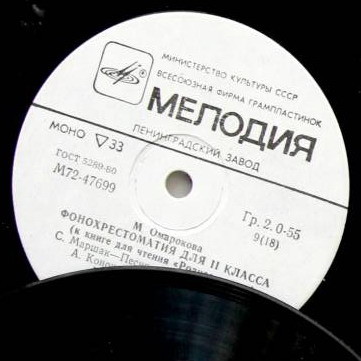 МИНИСТЕРСТВО КУЛЬТУРЫ СССР
ВСЕСОЮЗНАЯ ФИРМА ГРАМПЛАСТИНОК
МЕЛОДИЯ
ЛЕНИНГРАДСКИЙ ЗАВОД
МОНО ▽ 33
ГОСТ 5289-80
М72-47699
Гр. 2.0-55
9(18)
М. Омарокова
ФОНОХРЕСТОМАТИЯ ДЛЯ II КЛАССА
(к книге для чтения
С. Маршак—
А.